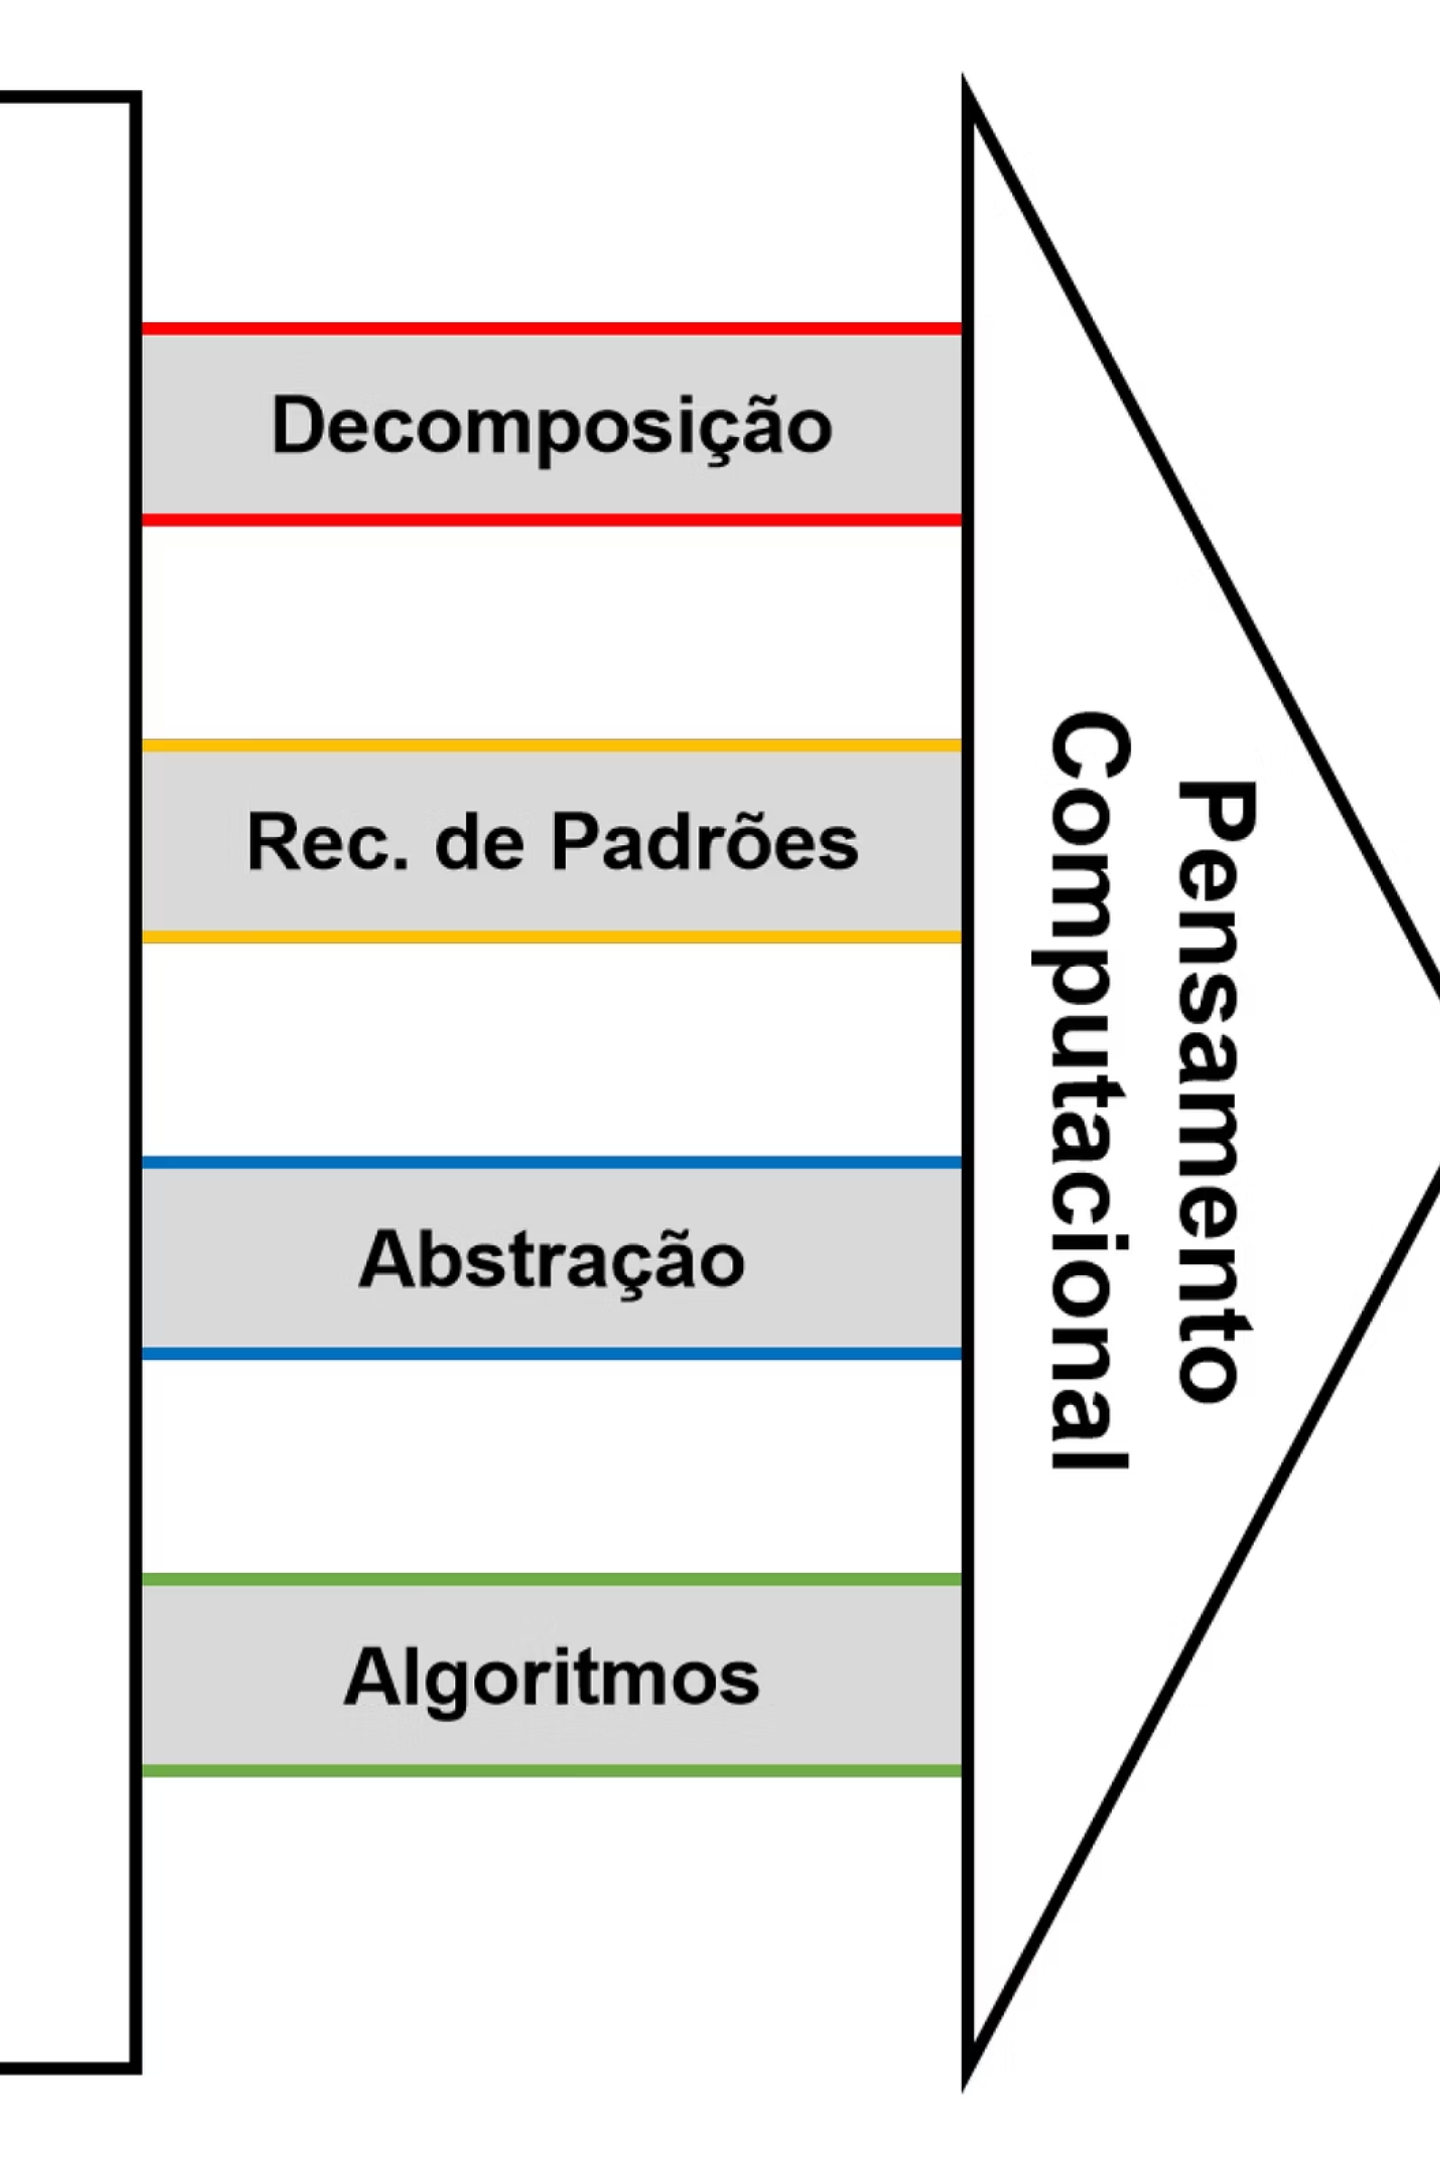 Decomposição
Rec. de Padrões
Abstração
Algoritmos
Pensamento
Computacional